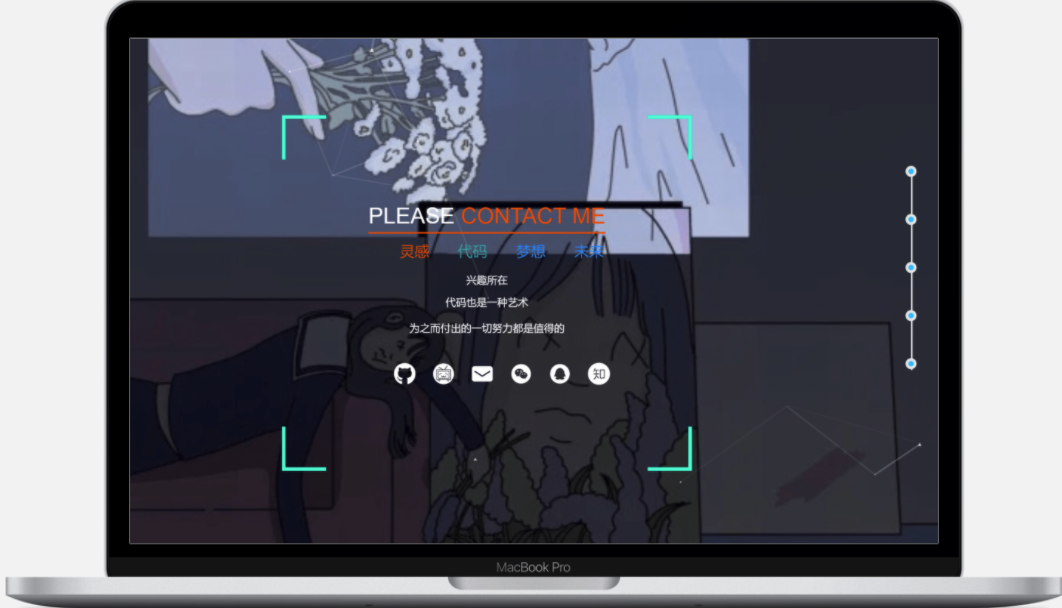 PLEASE CONTACT ME
灵感 代码 梦想 未来
兴趣所在
代码也是一种艺术
为之而付出的一切努力都是值得的
知
MacBook Pro